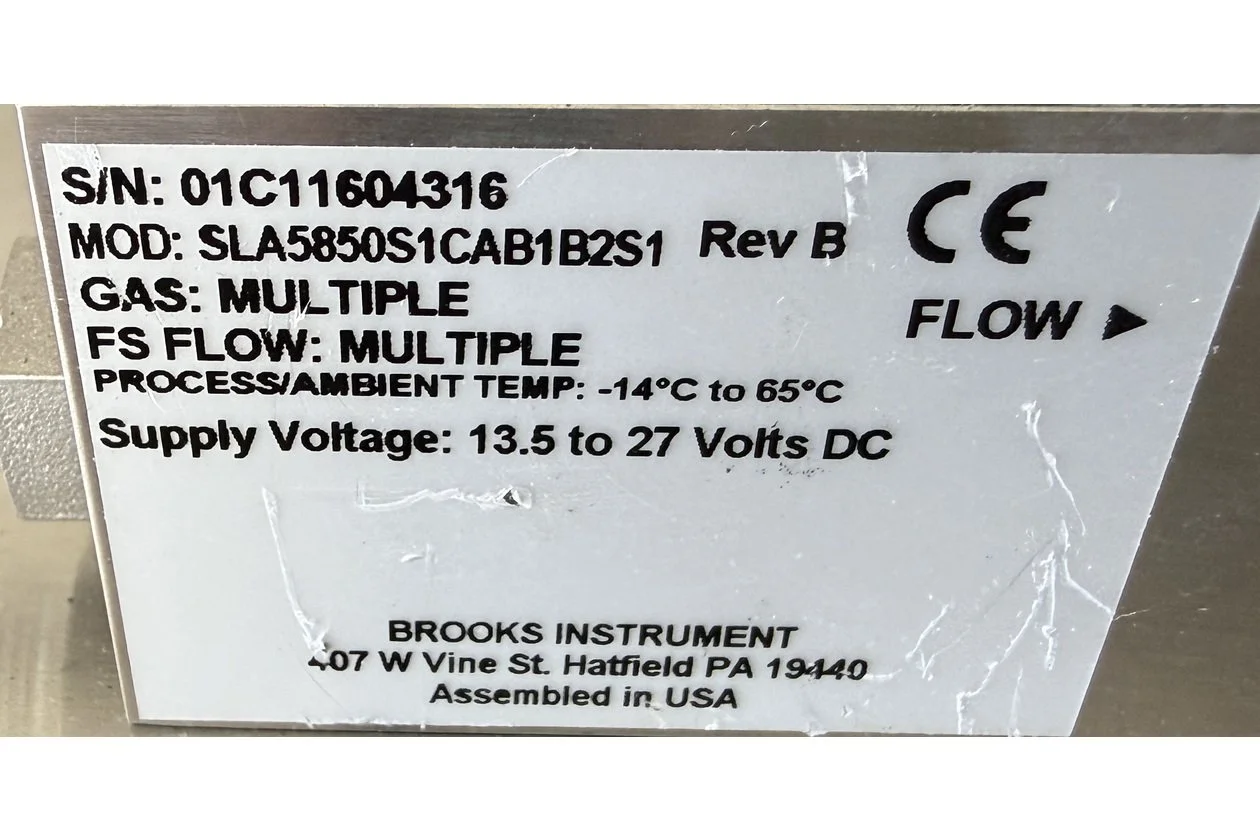 S/N: 01C11604316
MOD: SLA5850S1CAB1B2S1 Rev B
CE
GAS: MULTIPLE
FLOW ▶
FS FLOW: MULTIPLE
PROCESS/AMBIENT TEMP: -14°C to 65°C
Supply Voltage: 13.5 to 27 Volts DC
BROOKS INSTRUMENT
407 W Vine St. Hatfield PA 19440
Assembled in USA